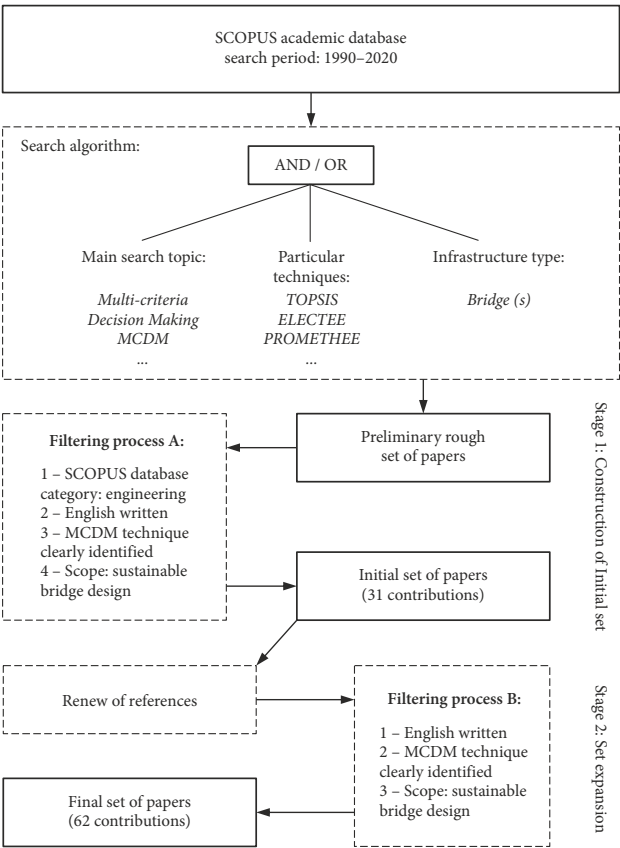 SCOPUS academic database
search period: 1990–2020
Search algorithm:
AND / OR
Main search topic:
Multi-criteria
Decision Making
MCDM
...
Particular
techniques:
TOPSIS
ELECTEE
PROMETHEE
...
Infrastructure type:
Bridge (s)
Stage 1: Construction of Initial set
Preliminary rough
set of papers
Filtering process A:
1 – SCOPUS database
category: engineering
2 – English written
3 – MCDM technique
clearly identified
4 – Scope: sustainable
bridge design
Initial set of papers
(31 contributions)
Stage 2: Set expansion
Renew of references
Filtering process B:
1 – English written
2 – MCDM technique
clearly identified
3 – Scope: sustainable
bridge design
Final set of papers
(62 contributions)